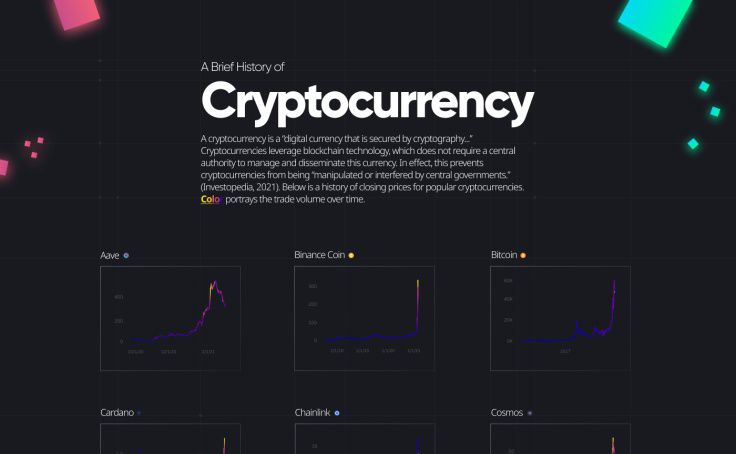 A Brief History of
Cryptocurrency
A cryptocurrency is a "digital currency that is secured by cryptography..."
Cryptocurrencies leverage blockchain technology, which does not require a central
authority to manage and disseminate this currency. In effect, this prevents
cryptocurrencies from being "manipulated or interfered by central governments."
(Investopedia, 2021). Below is a history of closing prices for popular cryptocurrencies.
Color portrays the trade volume over time.
Aave
Binance Coin
Bitcoin
400
200
0
300
200
100
0
60K
40K
20K
0K
2017
Cardano
Chainlink
Cosmos